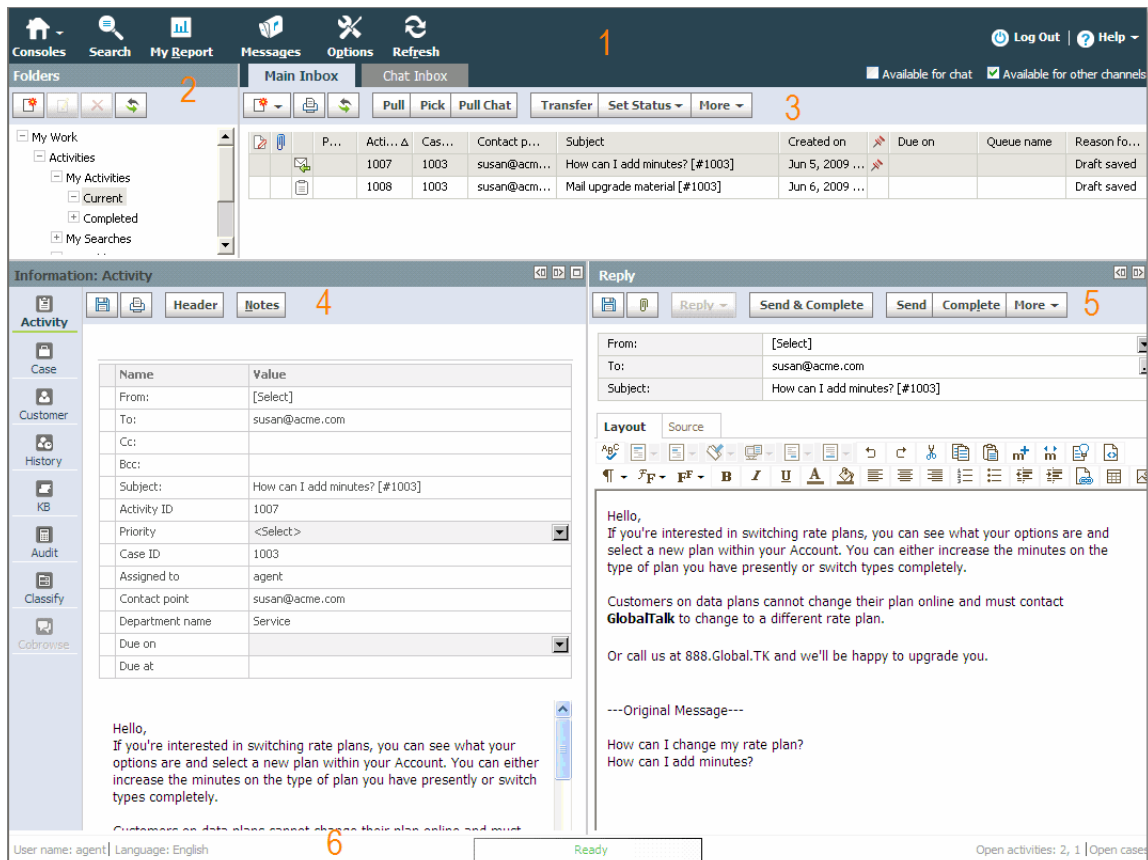 Consoles Search My Report Messages Options Refresh 1 Log Out | Help
Folders 2 Main Inbox Chat Inbox Available for chat Available for other channels
Pull Pick Pull Chat Transfer Set Status More 3
My Work
Activities
My Activities
Current
Completed
My Searches
P... Acti... Cas... Contact p... Subject Created on Due on Queue name Reason fo...
1007 1003 susan@acm... How can I add minutes? [#1003] Jun 5, 2009 ... Draft saved
1008 1003 susan@acm... Mail upgrade material [#1003] Jun 6, 2009 ... Draft saved
Information: Activity
4
Header Notes
Activity
Case
Customer
History
KB
Audit
Classify
Cobrowse
Name Value
From: [Select]
To: susan@acme.com
Cc:
Bcc:
Subject: How can I add minutes? [#1003]
Activity ID 1007
Priority <Select>
Case ID 1003
Assigned to agent
Contact point susan@acme.com
Department name Service
Due on
Due at
Hello,
If you're interested in switching rate plans, you can see what your
options are and select a new plan within your Account. You can either
increase the minutes on the type of plan you have presently or switch
types completely.
Customers on data plans cannot change their plan online and must
Reply
Reply Send & Complete Send Complete More 5
From: [Select]
To: susan@acme.com
Subject: How can I add minutes? [#1003]
Layout Source
Hello,
If you're interested in switching rate plans, you can see what your options are and
select a new plan within your Account. You can either increase the minutes on the
type of plan you have presently or switch types completely.
Customers on data plans cannot change their plan online and must contact
GlobalTalk to change to a different rate plan.
Or call us at 888.Global.TK and we'll be happy to upgrade you.
---Original Message---
How can I change my rate plan?
How can I add minutes?
User name: agent| Language: English 6 Ready Open activities: 2, 1 |Open cases